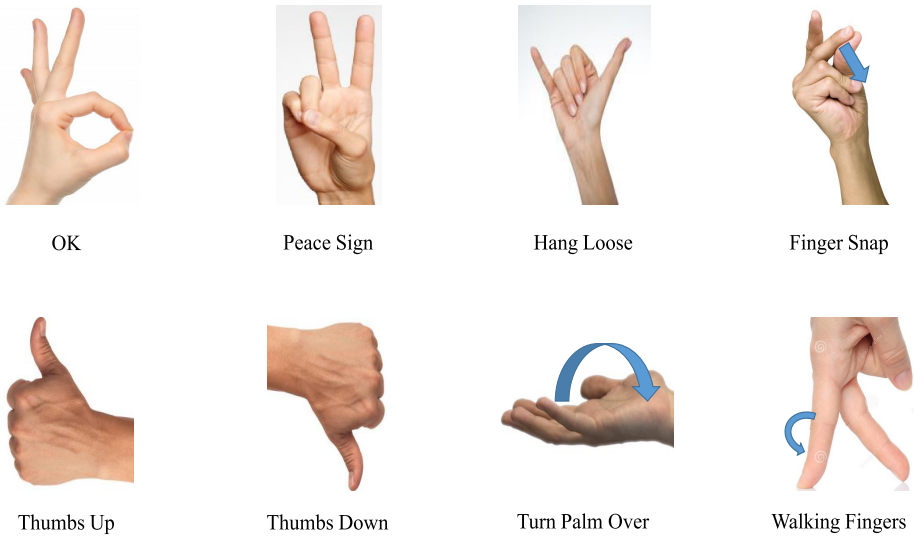 OK
Peace Sign
Hang Loose
Finger Snap
Thumbs Up
Thumbs Down
Turn Palm Over
Walking Fingers